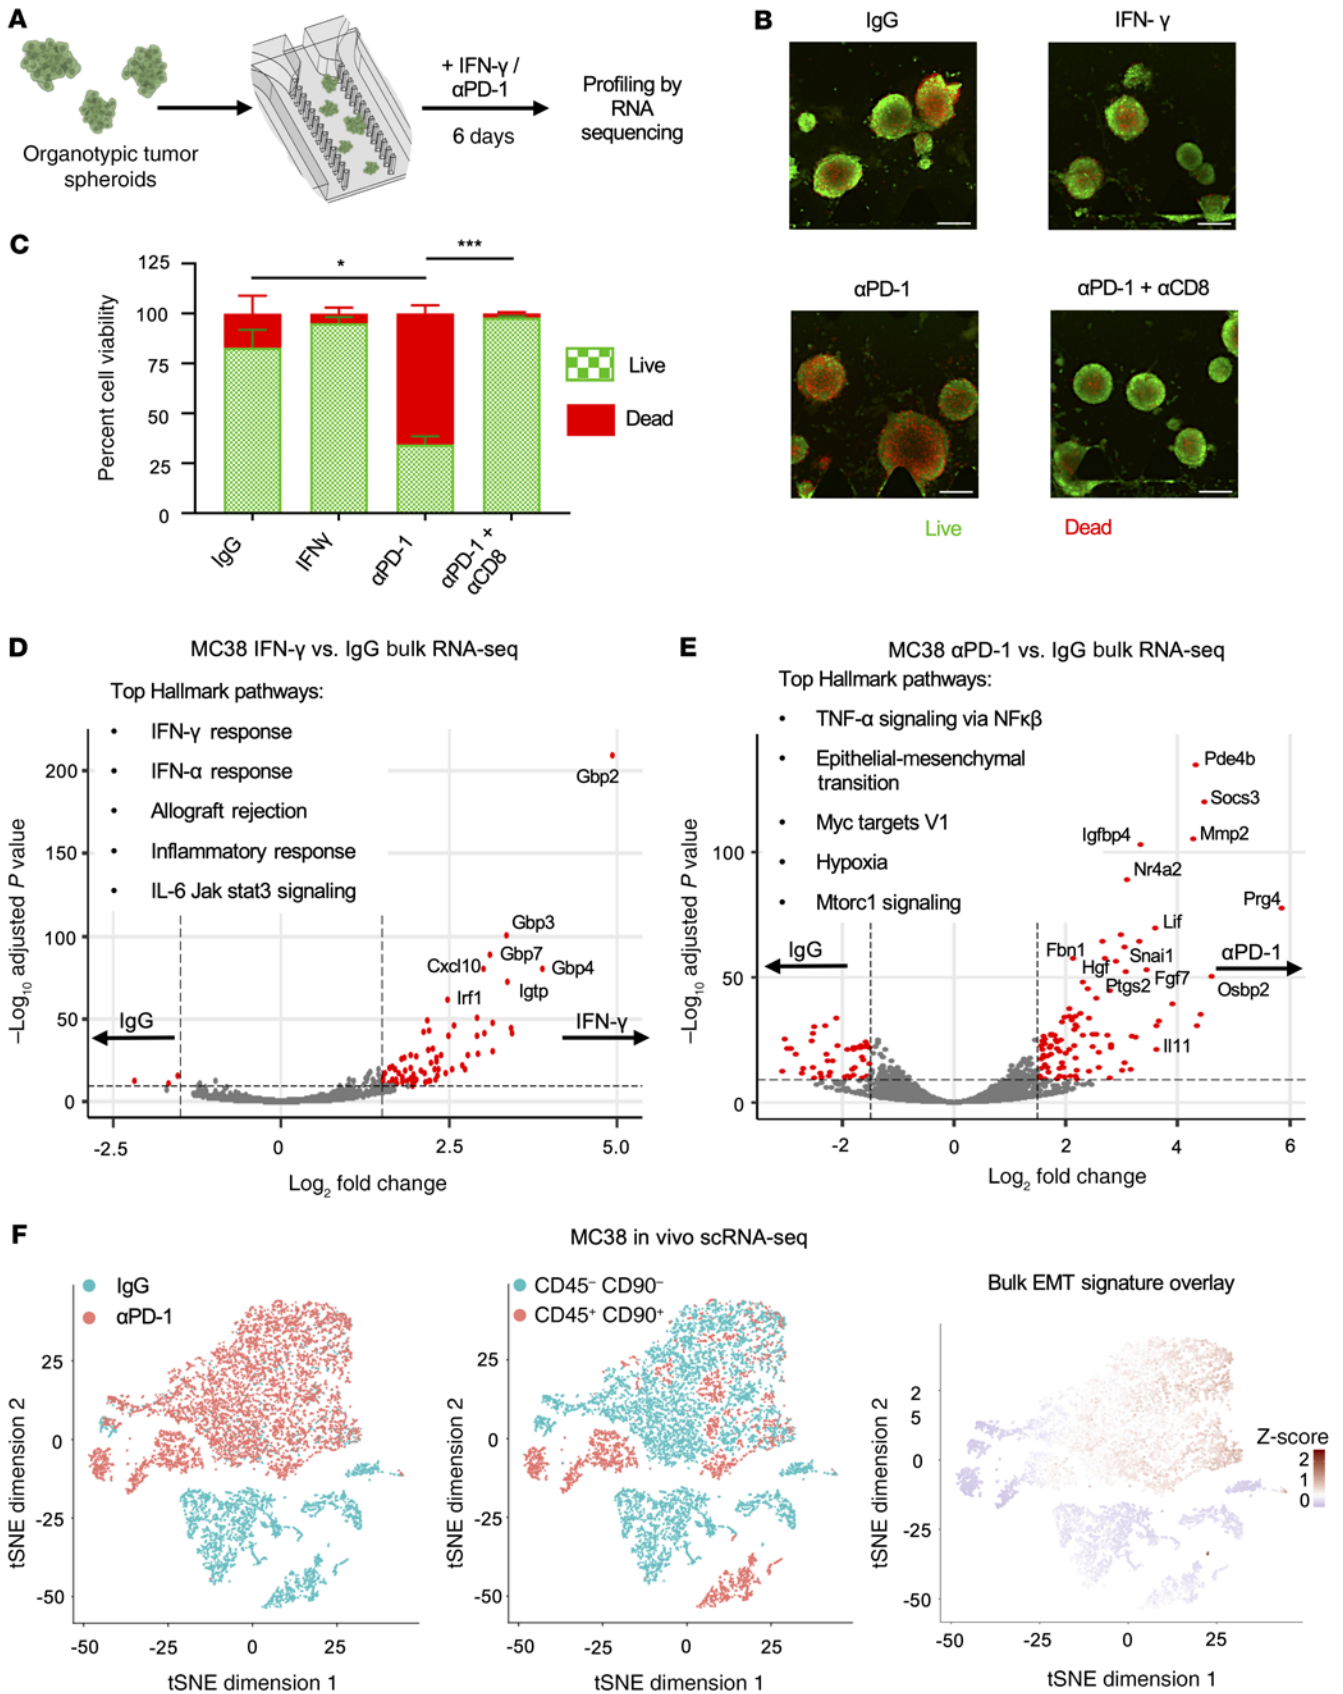 A
Organotypic tumor
spheroids
+ IFN-γ /
αPD-1
6 days
Profiling by
RNA
sequencing
B
IgG
IFN- γ
αPD-1
αPD-1 + αCD8
Live
Dead
C
Percent cell viability
125
100
75
50
25
0
*
***
IgG
IFNγ
αPD-1
αPD-1 +
αCD8
Live
Dead
D
MC38 IFN-γ vs. IgG bulk RNA-seq
Top Hallmark pathways:
• IFN-γ response
• IFN-α response
• Allograft rejection
• Inflammatory response
• IL-6 Jak stat3 signaling
–Log10 adjusted P value
200
150
100
50
0
Gbp2
Gbp3
Gbp7
Cxcl10
Gbp4
Igtp
Irf1
IgG
IFN-γ
-2.5
0
2.5
5.0
Log2 fold change
E
MC38 αPD-1 vs. IgG bulk RNA-seq
Top Hallmark pathways:
• TNF-α signaling via NFκβ
• Epithelial-mesenchymal
transition
• Myc targets V1
• Hypoxia
• Mtorc1 signaling
–Log10 adjusted P value
100
50
0
Pde4b
Socs3
Igfbp4
Mmp2
Nr4a2
Prg4
Lif
Fbn1
Snai1
Hgf
Ptgs2
Fgf7
Osbp2
Il11
IgG
αPD-1
-2
0
2
4
6
Log2 fold change
F
MC38 in vivo scRNA-seq
IgG
αPD-1
tSNE dimension 2
25
0
-25
-50
-50
-25
0
25
tSNE dimension 1
CD45– CD90–
CD45+ CD90+
tSNE dimension 2
25
0
-25
-50
-50
-25
0
25
tSNE dimension 1
Bulk EMT signature overlay
tSNE dimension 2
2
5
0
-25
-50
-50
-25
0
25
tSNE dimension 1
Z-score
2
1
0